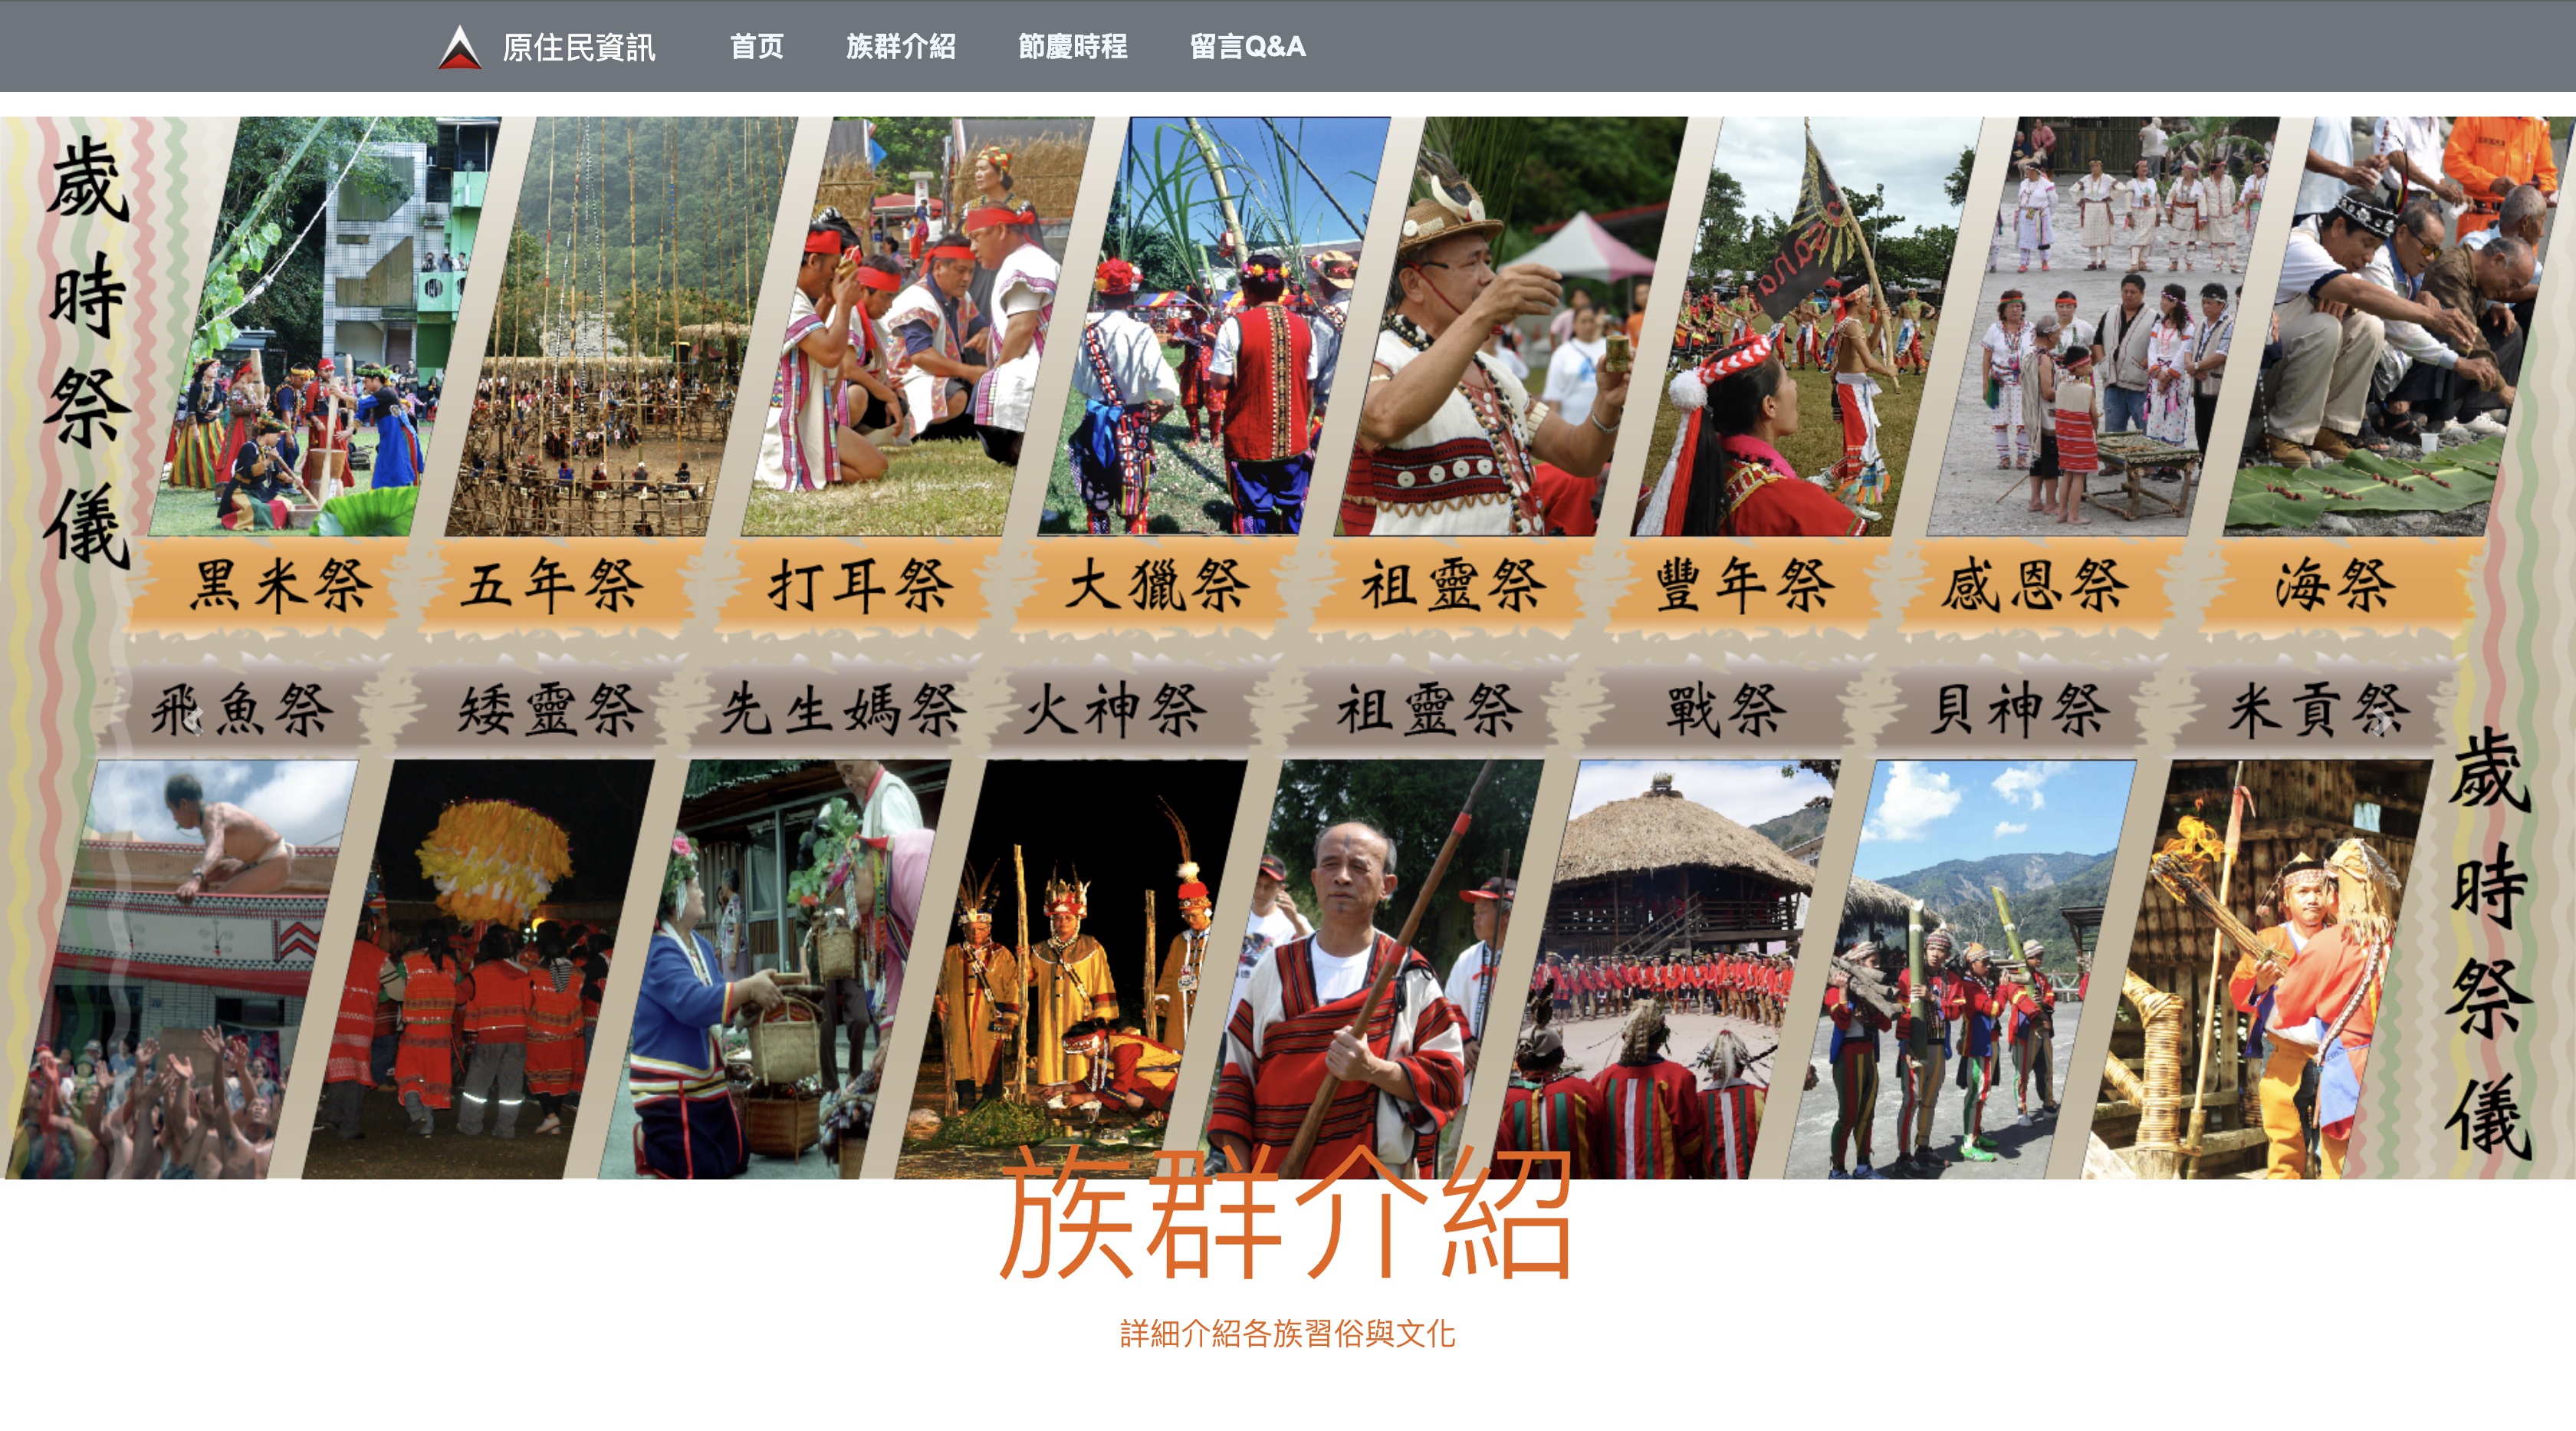 原住民資訊 首页 族群介紹 節慶時程 留言Q&A
歲時祭儀
黑米祭 五年祭 打耳祭 大獵祭 祖靈祭 豐年祭 感恩祭 海祭
飛魚祭 矮靈祭 先生媽祭 火神祭 祖靈祭 戰祭 貝神祭 米貢祭
歲時祭儀
族群介紹
詳細介紹各族習俗與文化